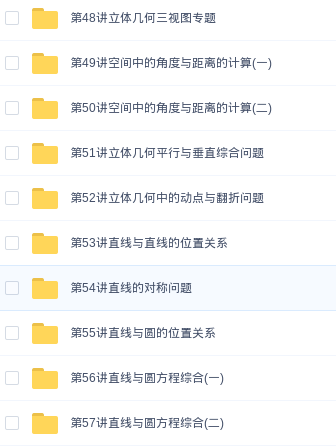 第48讲立体几何三视图专题
第49讲空间中的角度与距离的计算(一)
第50讲空间中的角度与距离的计算(二)
第51讲立体几何平行与垂直综合问题
第52讲立体几何中的动点与翻折问题
第53讲直线与直线的位置关系
第54讲直线的对称问题
第55讲直线与圆的位置关系
第56讲直线与圆方程综合(一)
第57讲直线与圆方程综合(二)